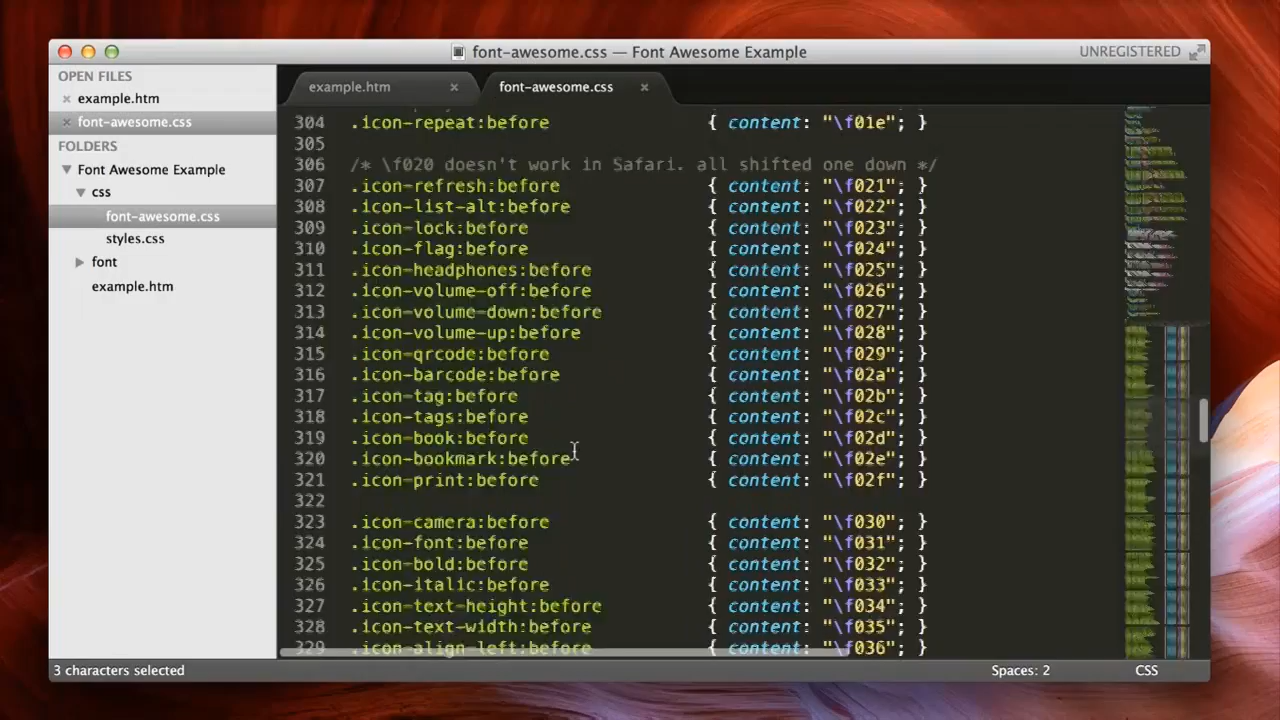 font-awesome.css — Font Awesome Example
UNREGISTERED
OPEN FILES
example.htm
font-awesome.css
FOLDERS
Font Awesome Example
css
font-awesome.css
styles.css
font
example.htm
example.htm
font-awesome.css
304 .icon-repeat:before { content: "\f01e"; }
305
306 /* \f020 doesn't work in Safari. all shifted one down */
307 .icon-refresh:before { content: "\f021"; }
308 .icon-list-alt:before { content: "\f022"; }
309 .icon-lock:before { content: "\f023"; }
310 .icon-flag:before { content: "\f024"; }
311 .icon-headphones:before { content: "\f025"; }
312 .icon-volume-off:before { content: "\f026"; }
313 .icon-volume-down:before { content: "\f027"; }
314 .icon-volume-up:before { content: "\f028"; }
315 .icon-qrcode:before { content: "\f029"; }
316 .icon-barcode:before { content: "\f02a"; }
317 .icon-tag:before { content: "\f02b"; }
318 .icon-tags:before { content: "\f02c"; }
319 .icon-book:before { content: "\f02d"; }
320 .icon-bookmark:before { content: "\f02e"; }
321 .icon-print:before { content: "\f02f"; }
322
323 .icon-camera:before { content: "\f030"; }
324 .icon-font:before { content: "\f031"; }
325 .icon-bold:before { content: "\f032"; }
326 .icon-italic:before { content: "\f033"; }
327 .icon-text-height:before { content: "\f034"; }
328 .icon-text-width:before { content: "\f035"; }
329 .icon-align-left:before { content: "\f036"; }
3 characters selected
Spaces: 2
CSS